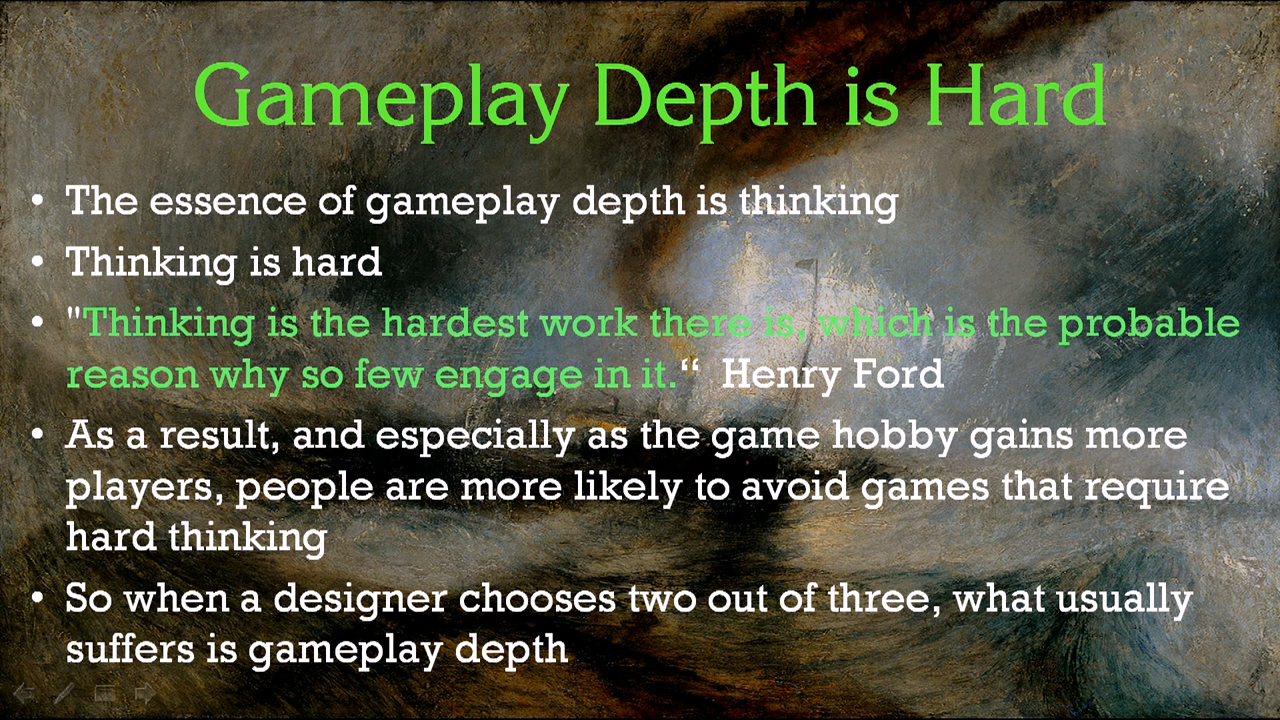 Gameplay Depth is Hard
• The essence of gameplay depth is thinking
• Thinking is hard
• "Thinking is the hardest work there is, which is the probable
reason why so few engage in it.“  Henry Ford
• As a result, and especially as the game hobby gains more
players, people are more likely to avoid games that require
hard thinking
• So when a designer chooses two out of three, what usually
suffers is gameplay depth